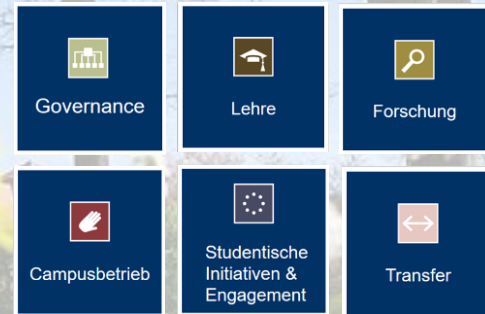 Governance
Lehre
Forschung
Campusbetrieb
Studentische
Initiativen &
Engagement
Transfer